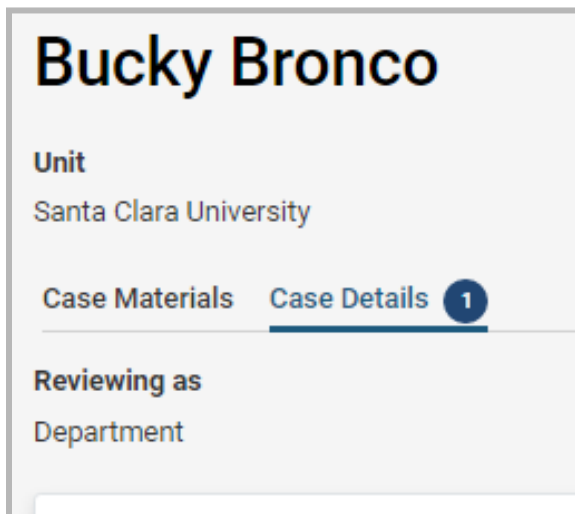 Bucky Bronco
Unit
Santa Clara University
Case Materials Case Details 1
Reviewing as
Department